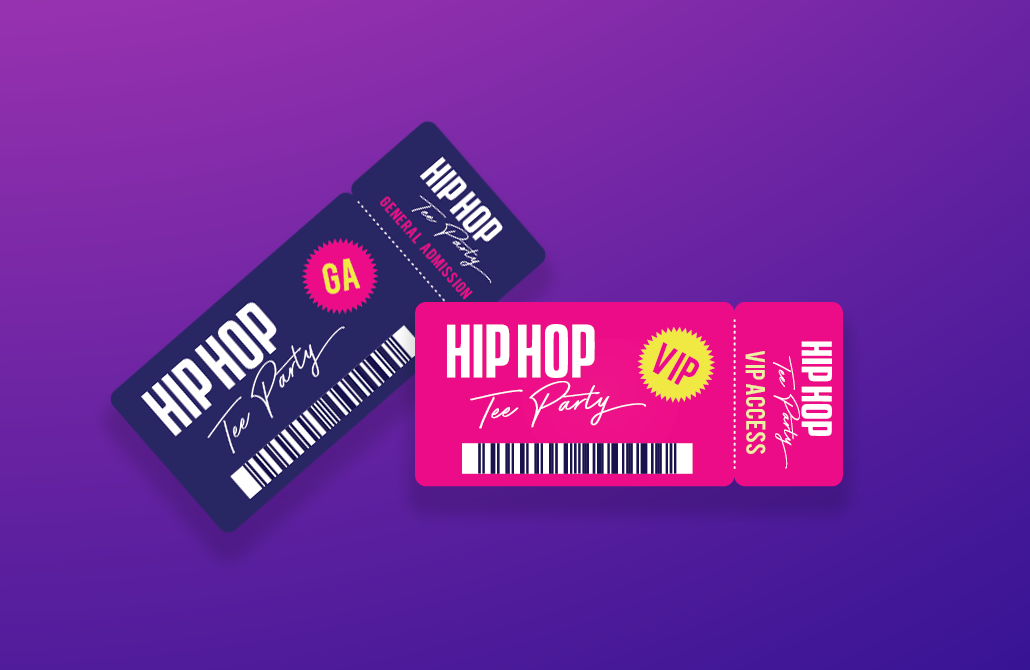 HIP HOP
Tee Party
GENERAL ADMISSION
GA
HIP HOP
Tee Party
HIP HOP
Tee Party
VIP
HIP HOP
Tee Party
VIP ACCESS